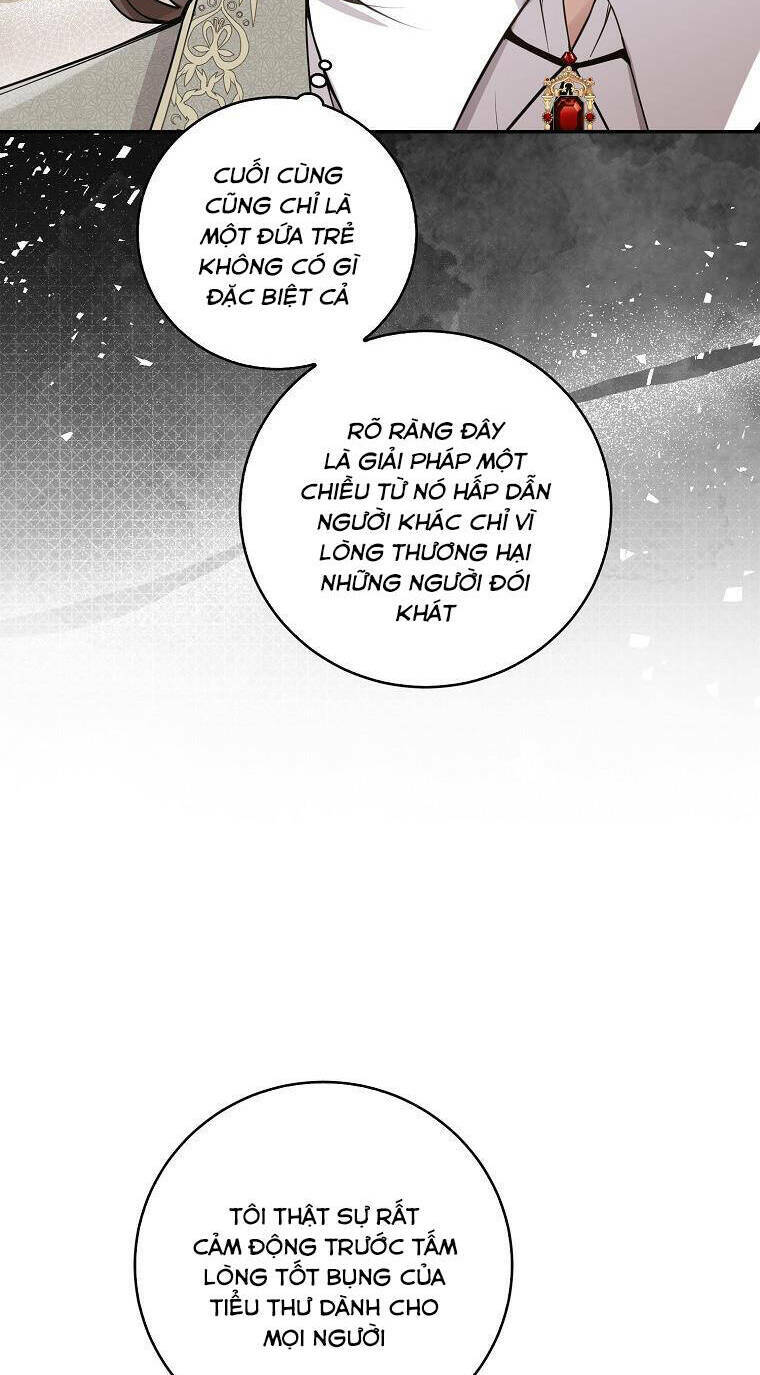 CUỐI CÙNG
CŨNG CHỈ LÀ
MỘT ĐỨA TRẺ
KHÔNG CÓ GÌ
ĐẶC BIỆT CẢ
RÕ RÀNG ĐÂY
LÀ GIẢI PHÁP MỘT
CHIỀU TỪ NÓ HẤP DẪN
NGƯỜI KHÁC CHỈ VÌ
LÒNG THƯƠNG HẠI
NHỮNG NGƯỜI ĐÓI
KHÁT
TÔI THẬT SỰ RẤT
CẢM ĐỘNG TRƯỚC TẤM
LÒNG TỐT BỤNG CỦA
TIỂU THƯ DÀNH CHO
MỌI NGƯỜI